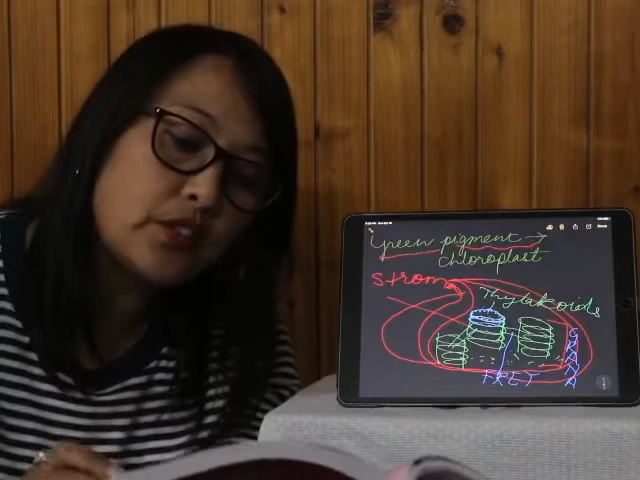 Green pigment →
chloroplast
Stroma
Thylakoids
GRANA
FRET